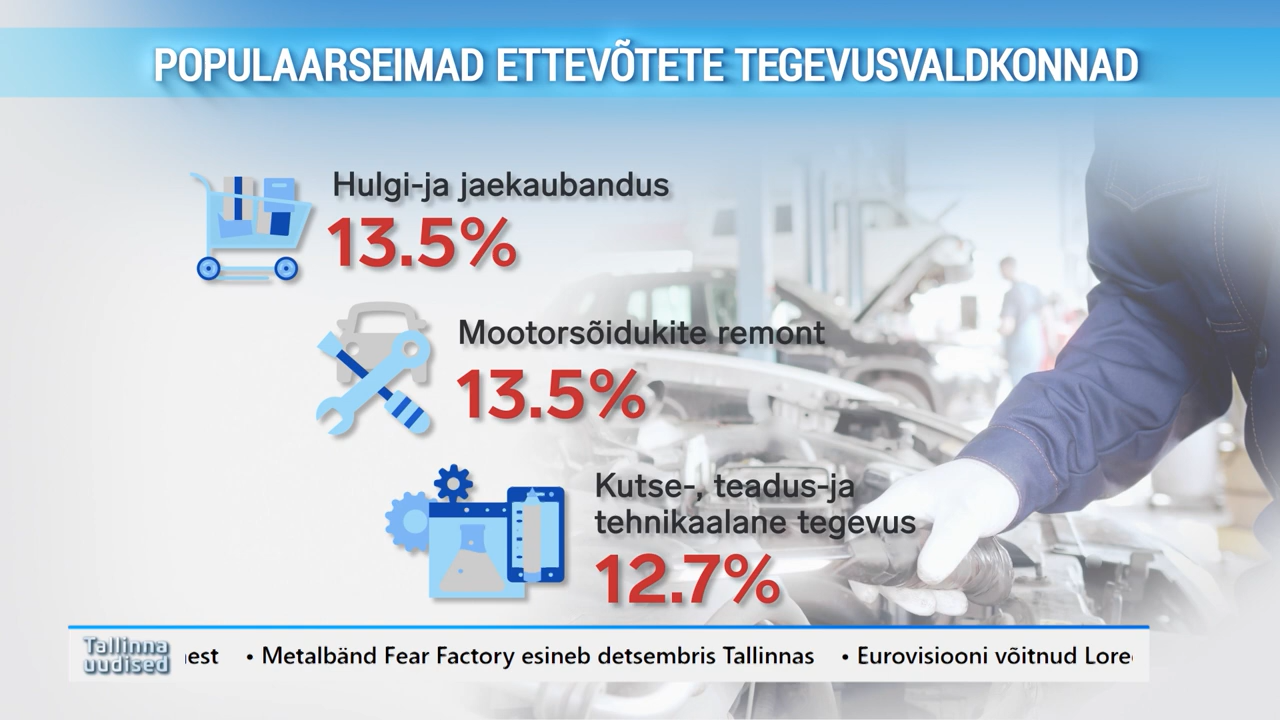 POPULAARSEIMAD ETTEVÕTETE TEGEVUSVALDKONNAD
Hulgi-ja jaekaubandus
13.5%
Mootorsõidukite remont
13.5%
Kutse-, teadus-ja
tehnikaalane tegevus
12.7%
Tallinna
uudised
• Metalbänd Fear Factory esineb detsembris Tallinnas • Eurovisiooni võitnud